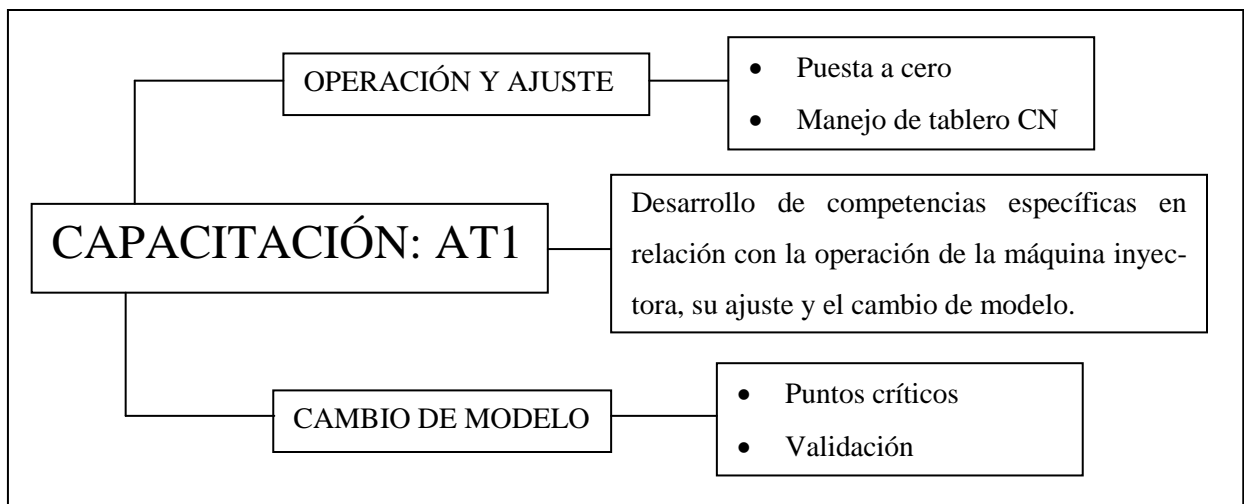 OPERACIÓN Y AJUSTE
• Puesta a cero
• Manejo de tablero CN
CAPACITACIÓN: AT1
Desarrollo de competencias específicas en
relación con la operación de la máquina inyec-
tora, su ajuste y el cambio de modelo.
CAMBIO DE MODELO
• Puntos críticos
• Validación